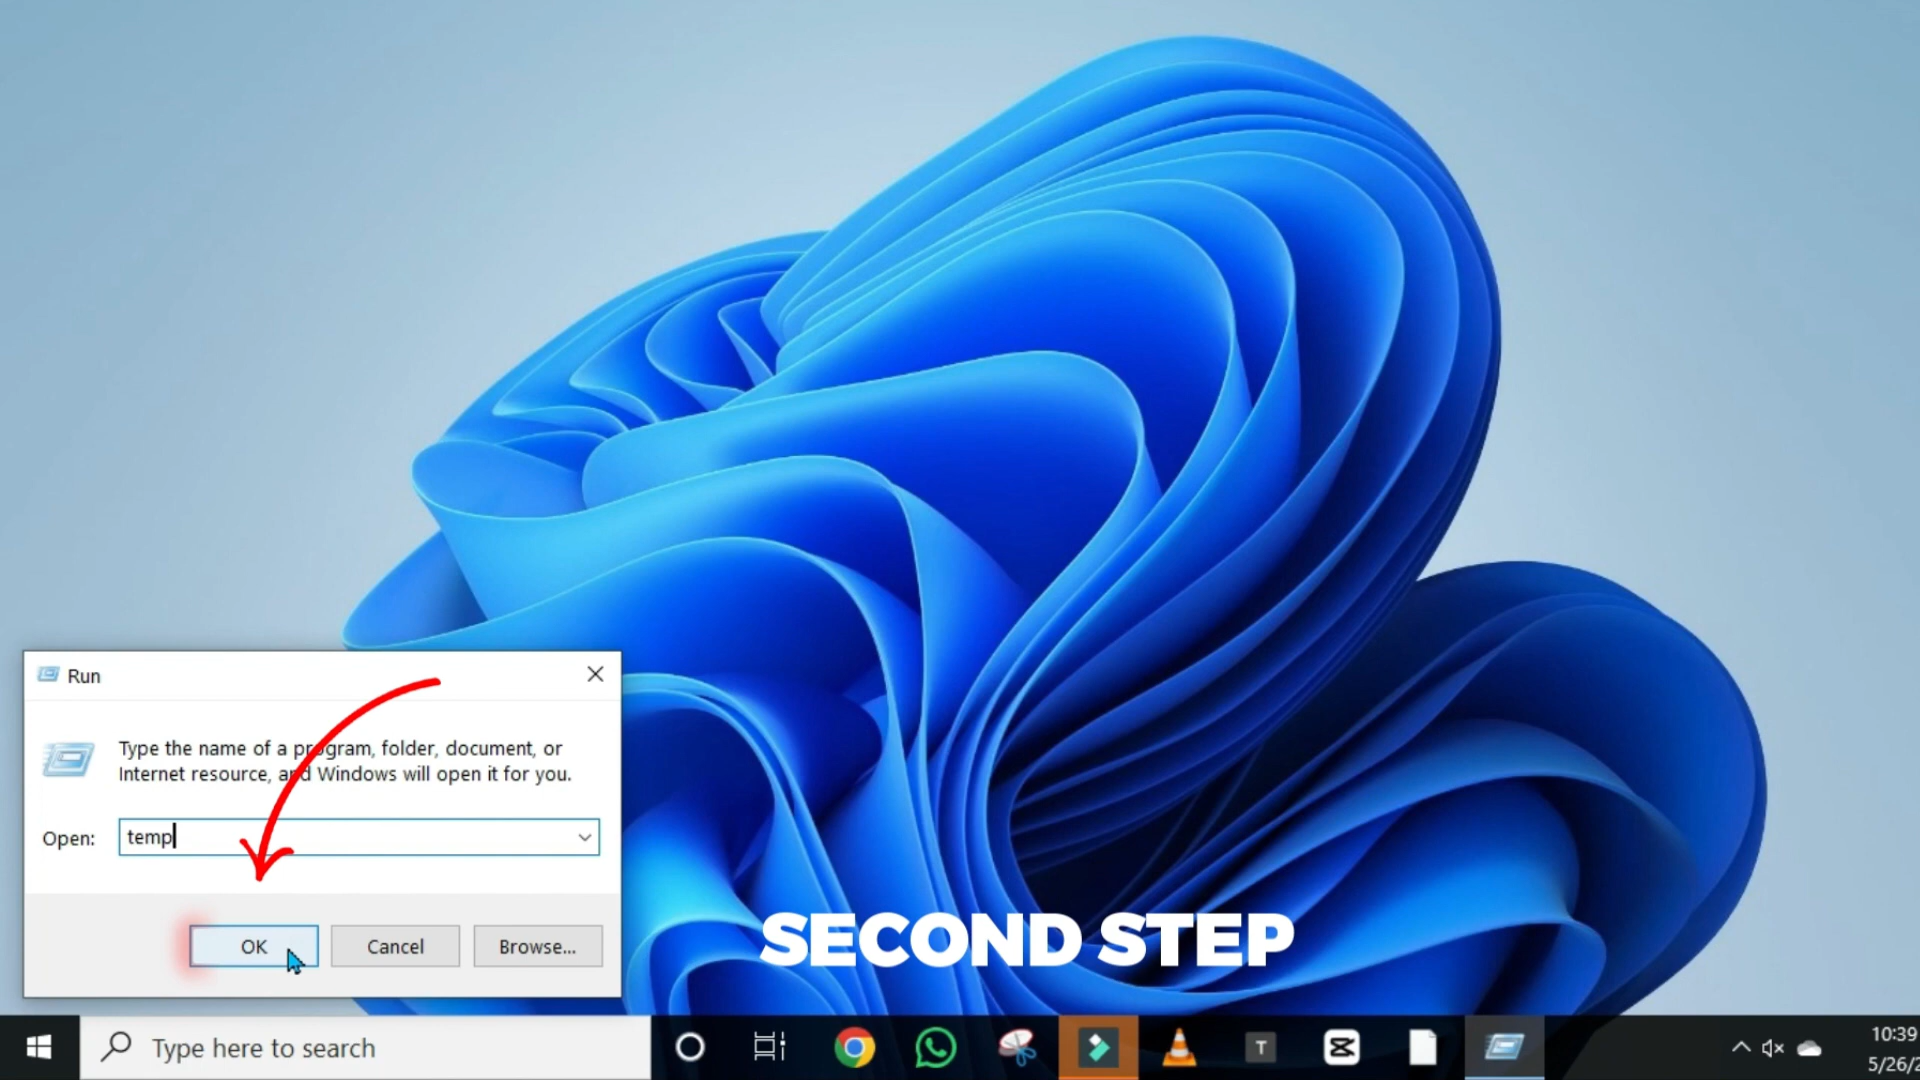 Run
Type the name of a program, folder, document, or
Internet resource, and Windows will open it for you.
Open: temp
OK Cancel Browse...
SECOND STEP
Type here to search
T
10:39
5/26/2